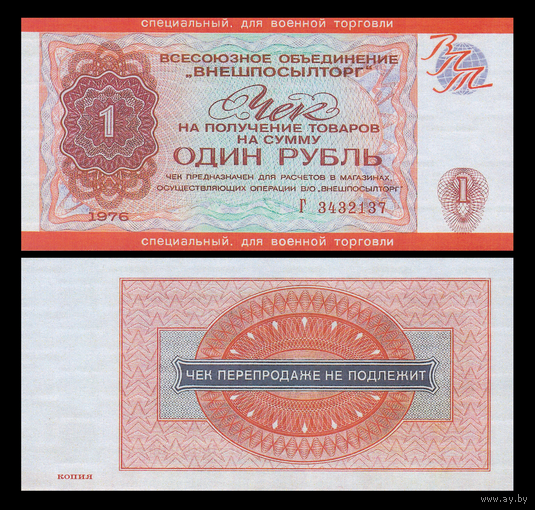 специальный. для военной торговли
ВСЕСОЮЗНОЕ ОБЪЕДИНЕНИЕ
„ВНЕШПОСЫЛТОРГ"
ВПТ
Чек
НА ПОЛУЧЕНИЕ ТОВАРОВ
НА СУММУ
ОДИН РУБЛЬ
1
ЧЕК ПРЕДНАЗНАЧЕН ДЛЯ РАСЧЕТОВ В МАГАЗИНАХ,
ОСУЩЕСТВЛЯЮЩИХ ОПЕРАЦИИ В/О „ВНЕШПОСЫЛТОРГ"
1
1976
Г 3432137
специальный. для военной торговли
ЧЕК ПЕРЕПРОДАЖЕ НЕ ПОДЛЕЖИТ
КОПИЯ
www.ay.by